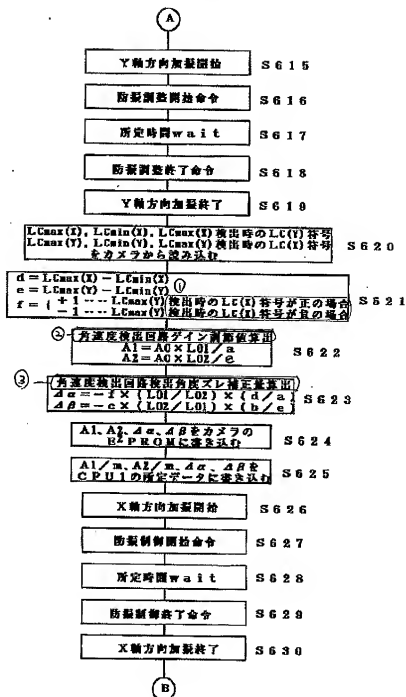 A
Y軸方向加振開始 S615
防振調整開始命令 S616
所定時間wait S617
防振調整終了命令 S618
Y軸方向加振終了 S619
LCmax(X)、LCmin(X)、LCmax(X)検出時のLC(Y)符号
LCmax(Y)、LCmin(Y)、LCmax(Y)検出時のLC(X)符号
をカメラから読み込む
S620
d=LCmax(X)-LCmin(X)
e=LCmax(Y)-LCmin(Y) ①
f={ +1 ---- LCmax(Y)検出時のLC(X)符号が正の場合
-1 ---- LCmax(Y)検出時のLC(X)符号が負の場合
S621
② 角速度検出回路ゲイン調節値算出
A1=A0×L01/a
A2=A0×L02/e
S622
③ 角速度検出回路検出角度ズレ補正量算出
Δα=-f×(L01/L02)×(d/a)
Δβ=-c×(L02/L01)×(b/e)
S623
A1、A2、Δα、Δβをカメラの
E²PROMに書き込む
S624
A1/m、A2/m、Δα、Δβを
CPU1の所定データに書き込む
S625
X軸方向加振開始 S626
防振制御開始命令 S627
所定時間wait S628
防振制御終了命令 S629
X軸方向加振終了 S630
B